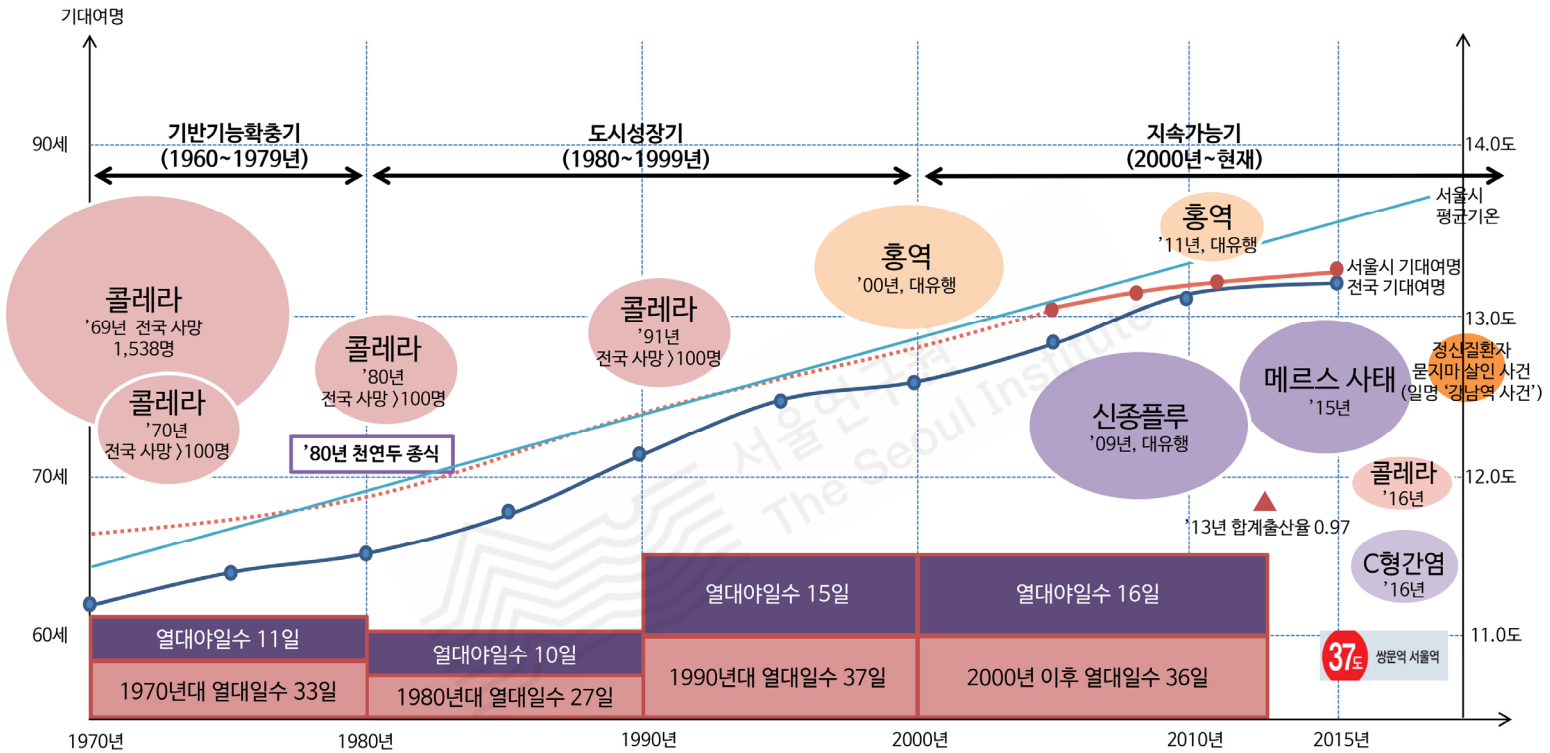 기대여명
90세
70세
60세
기반기능확충기
(1960~1979년)
도시성장기
(1980~1999년)
지속가능기
(2000년~현재)
14.0도
13.0도
12.0도
11.0도
서울시
평균기온
서울시 기대여명
전국 기대여명
콜레라
’69년 전국 사망
1,538명
콜레라
’70년
전국 사망 〉100명
콜레라
’80년
전국 사망 〉100명
’80년 천연두 종식
콜레라
’91년
전국 사망 〉100명
홍역
’00년, 대유행
홍역
’11년, 대유행
신종플루
’09년, 대유행
메르스 사태
’15년
정신질환자
묻지마살인 사건
(일명 ‘강남역 사건’)
콜레라
’16년
’13년 합계출산율 0.97
C형간염
’16년
37도 쌍문역 서울역
열대야일수 11일
1970년대 열대일수 33일
열대야일수 10일
1980년대 열대일수 27일
열대야일수 15일
1990년대 열대일수 37일
열대야일수 16일
2000년 이후 열대일수 36일
서울연구원
The Seoul Institute
1970년
1980년
1990년
2000년
2010년
2015년